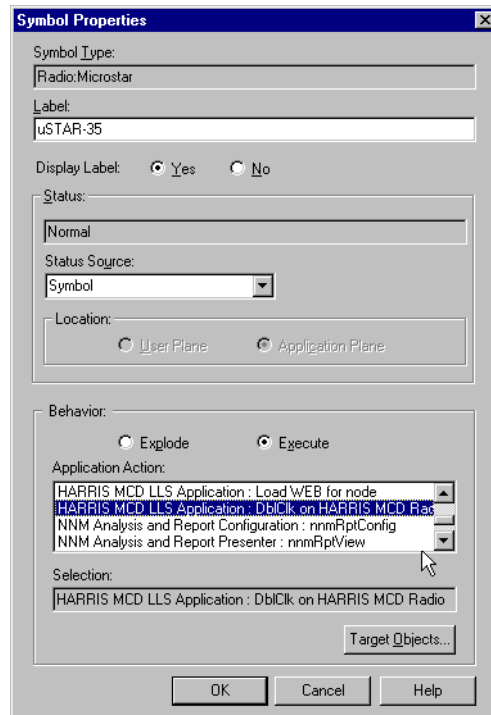 Symbol Properties
Symbol Type:
Radio:Microstar
Label:
uSTAR-35
Display Label: Yes No
Status:
Normal
Status Source:
Symbol
Location:
User Plane Application Plane
Behavior:
Explode Execute
Application Action:
HARRIS MCD LLS Application : Load WEB for node
HARRIS MCD LLS Application : DblClk on HARRIS MCD Rad
NNM Analysis and Report Configuration : nnmRptConfig
NNM Analysis and Report Presenter : nnmRptView
Selection:
HARRIS MCD LLS Application : DblClk on HARRIS MCD Radio
Target Objects...
OK Cancel Help